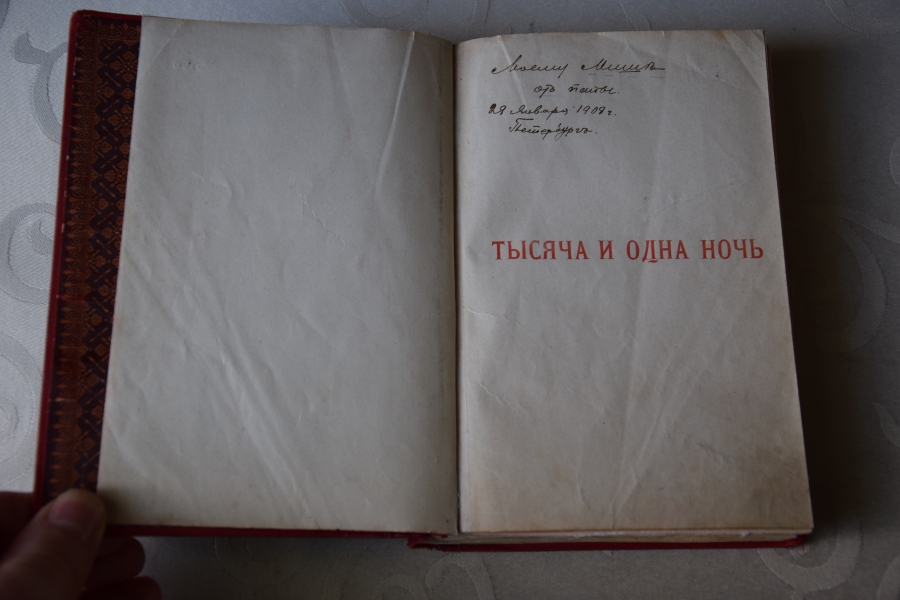 Моему Мишѣ
отъ папы.
29 Января 1909 г.
Петербургъ.
ТЫСЯЧА И ОДНА НОЧЬ